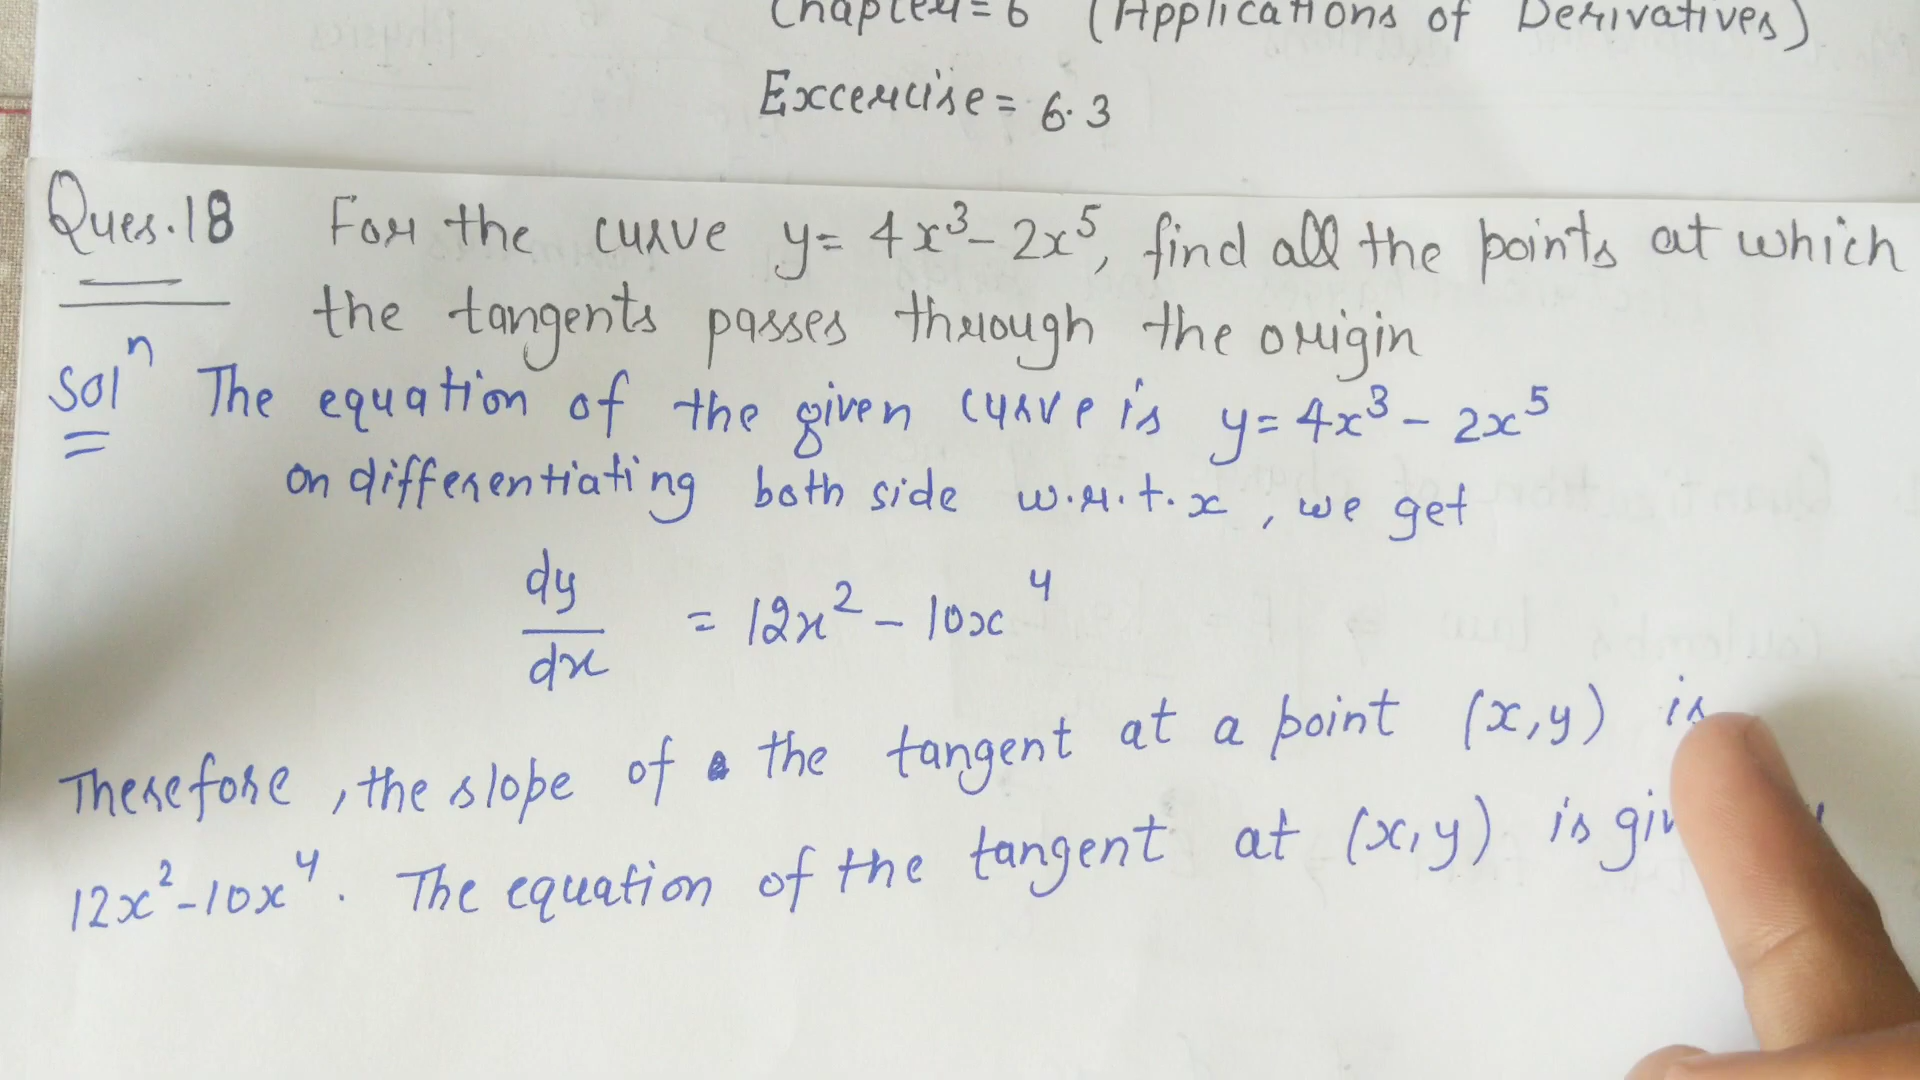 Chapter = 6 (Applications of Derivatives)
Excercise = 6.3
Ques.18 For the curve y = 4x³ - 2x⁵, find all the points at which
the tangents passes through the origin
Solⁿ The equation of the given curve is y = 4x³ - 2x⁵
on differentiating both side w.r.t. x, we get
dy/dx = 12x² - 10x⁴
Therefore, the slope of the tangent at a point (x,y) is
12x² - 10x⁴. The equation of the tangent at (x,y) is